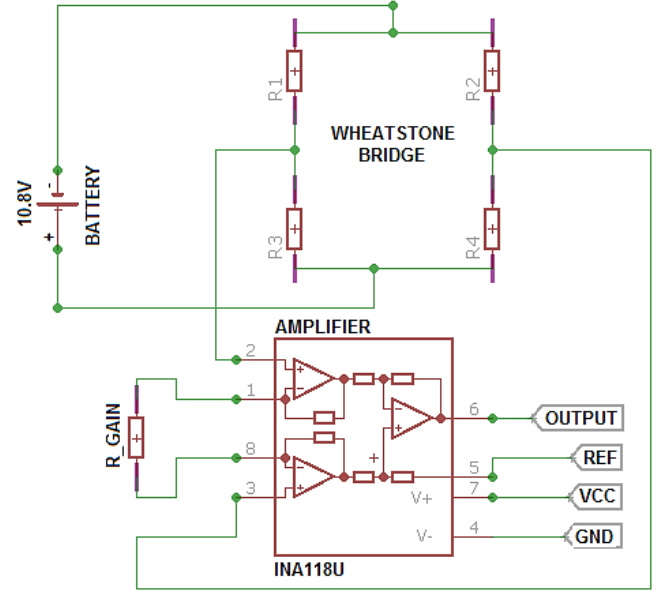 R1
R2
WHEATSTONE
BRIDGE
10.8V
-
+
BATTERY
R3
R4
AMPLIFIER
2
1
8
3
R_GAIN
+
-
-
+
-
+
-
+
+
6
5
7
4
V+
V-
OUTPUT
REF
VCC
GND
INA118U